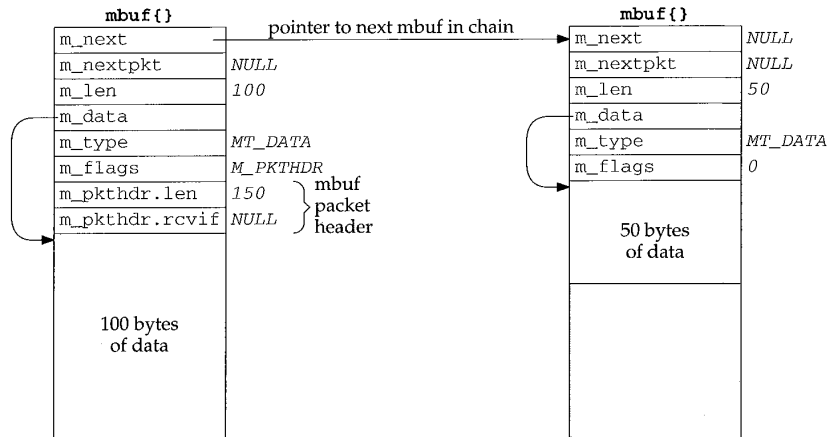 mbuf{}
m_next
pointer to next mbuf in chain
m_nextpkt NULL
m_len 100
m_data
m_type MT_DATA
m_flags M_PKTHDR
m_pkthdr.len 150
m_pkthdr.rcvif NULL
mbuf
packet
header
100 bytes
of data
mbuf{}
m_next NULL
m_nextpkt NULL
m_len 50
m_data
m_type MT_DATA
m_flags 0
50 bytes
of data